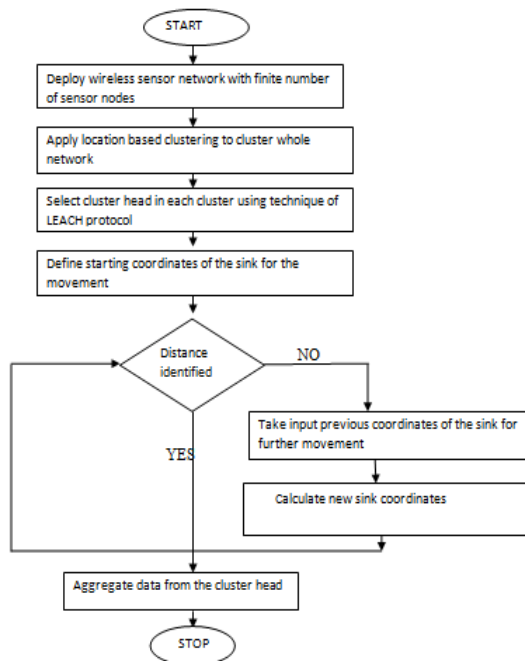 START
Deploy wireless sensor network with finite number
of sensor nodes
Apply location based clustering to cluster whole
network
Select cluster head in each cluster using technique of
LEACH protocol
Define starting coordinates of the sink for the
movement
Distance
identified
NO
Take input previous coordinates of the sink for
further movement
YES
Calculate new sink coordinates
Aggregate data from the cluster head
STOP